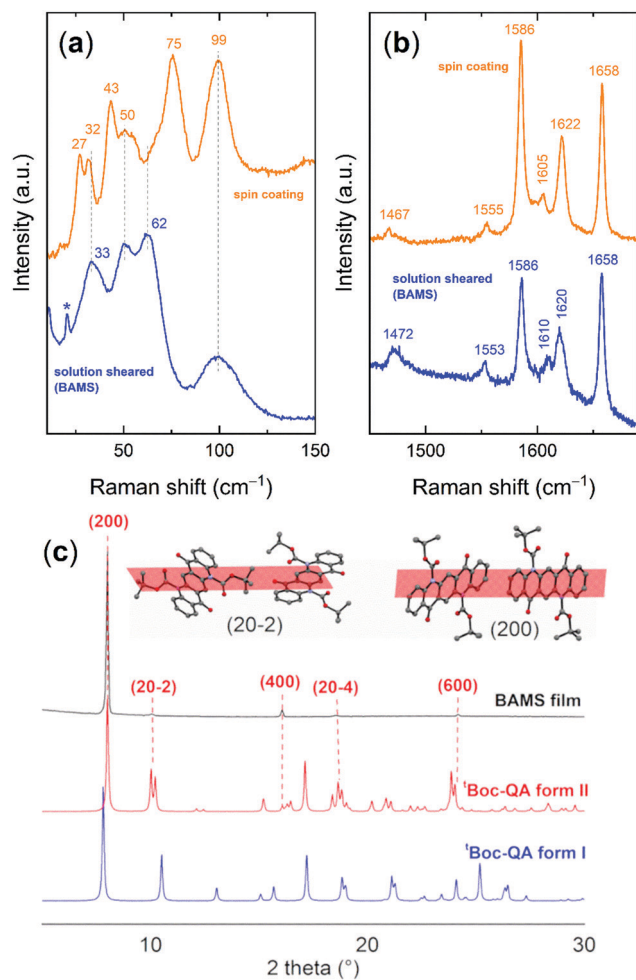 (a)
75
99
43
50
32
27
spin coating
62
33
*
solution sheared
(BAMS)
Intensity (a.u.)
50
100
150
Raman shift (cm⁻¹)
(b)
1586
spin coating
1658
1622
1605
1555
1467
solution sheared
(BAMS)
1586
1658
1620
1610
1553
1472
Intensity (a.u.)
1500
1600
Raman shift (cm⁻¹)
(c)
(200)
(20-2)
(200)
(20-2)
(400)
(20-4)
(600)
BAMS film
ᵗBoc-QA form II
ᵗBoc-QA form I
10
20
30
2 theta (°)